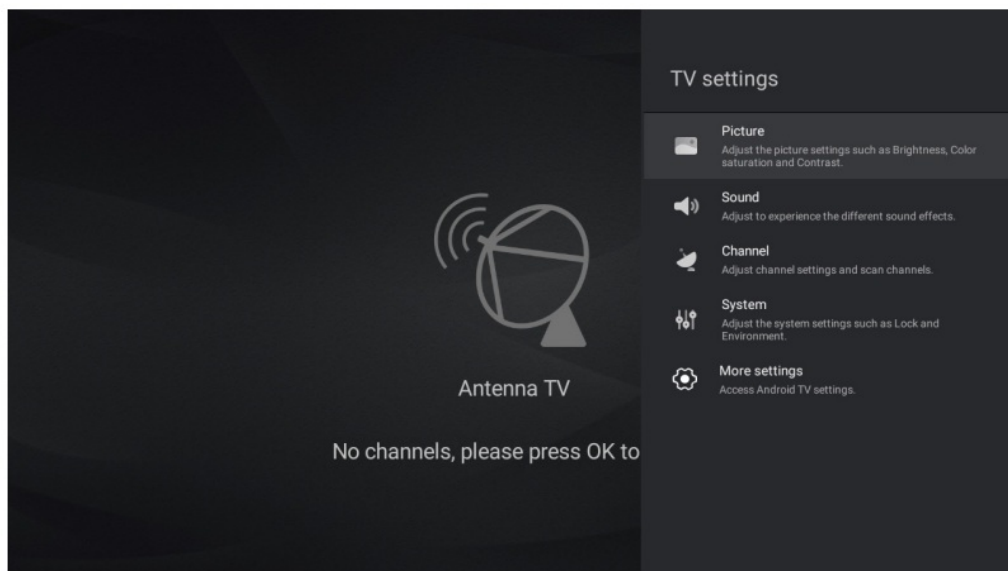 TV settings
Picture
Adjust the picture settings such as Brightness, Color
saturation and Contrast.
Sound
Adjust to experience the different sound effects.
Channel
Adjust channel settings and scan channels.
System
Adjust the system settings such as Lock and
Environment.
More settings
Access Android TV settings.
Antenna TV
No channels, please press OK to